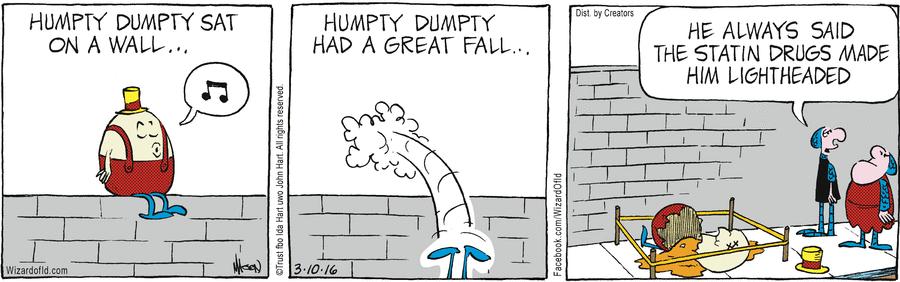 HUMPTY DUMPTY SAT
ON A WALL...
Wizardofid.com
MASON
HUMPTY DUMPTY
HAD A GREAT FALL...
©Trust fbo Ida Hart uwo John Hart. All rights reserved.
3-10-16
Dist. by Creators
HE ALWAYS SAID
THE STATIN DRUGS MADE
HIM LIGHTHEADED
Facebook.com/WizardOfId